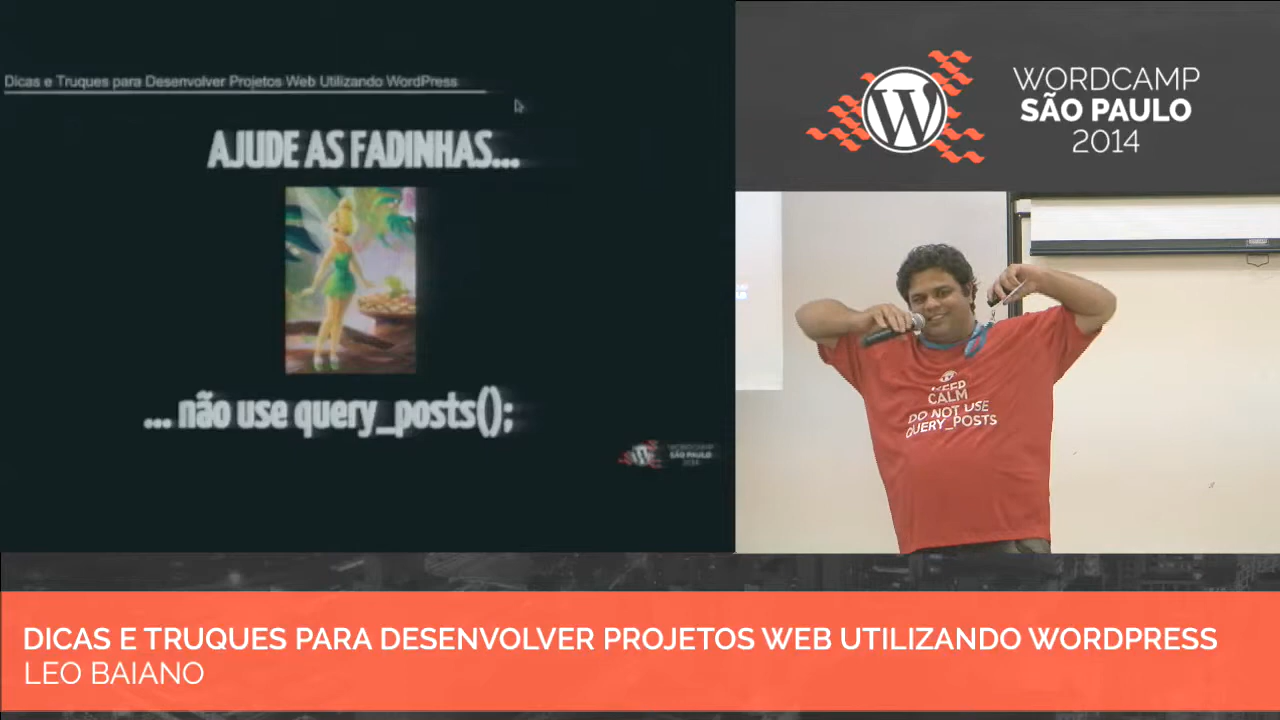 Dicas e Truques para Desenvolver Projetos Web Utilizando WordPress
AJUDE AS FADINHAS...
... não use query_posts();
WORDCAMP
SÃO PAULO
2014
WORDCAMP
SÃO PAULO
2014
KEEP
CALM
DO NOT USE
QUERY_POSTS
DICAS E TRUQUES PARA DESENVOLVER PROJETOS WEB UTILIZANDO WORDPRESS
LEO BAIANO